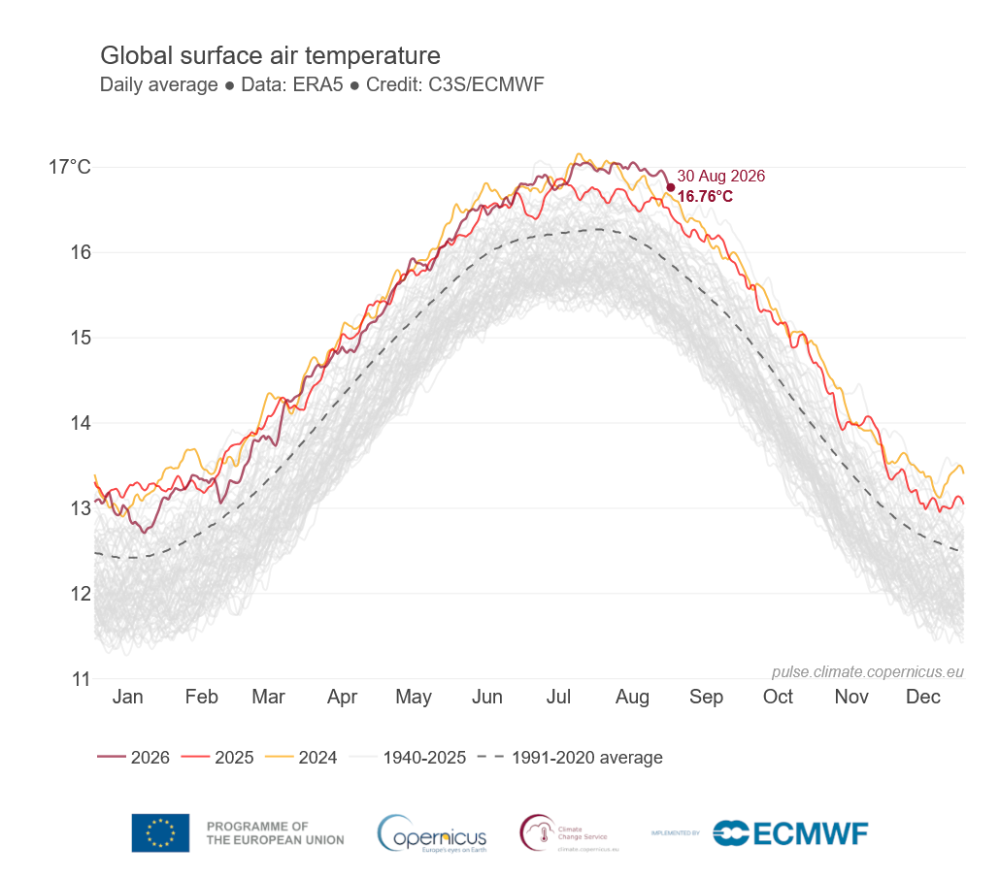 Global surface air temperature
Daily average ● Data: ERA5 ● Credit: C3S/ECMWF
17°C
30 Aug 2026
16.76°C
16
15
14
13
12
11
pulse.climate.copernicus.eu
Jan Feb Mar Apr May Jun Jul Aug Sep Oct Nov Dec
2026 2025 2024 1940-2025 1991-2020 average
PROGRAMME OF
THE EUROPEAN UNION
opernicus
Europe's eyes on Earth
Climate
Change Service
climate.copernicus.eu
IMPLEMENTED BY
ECMWF